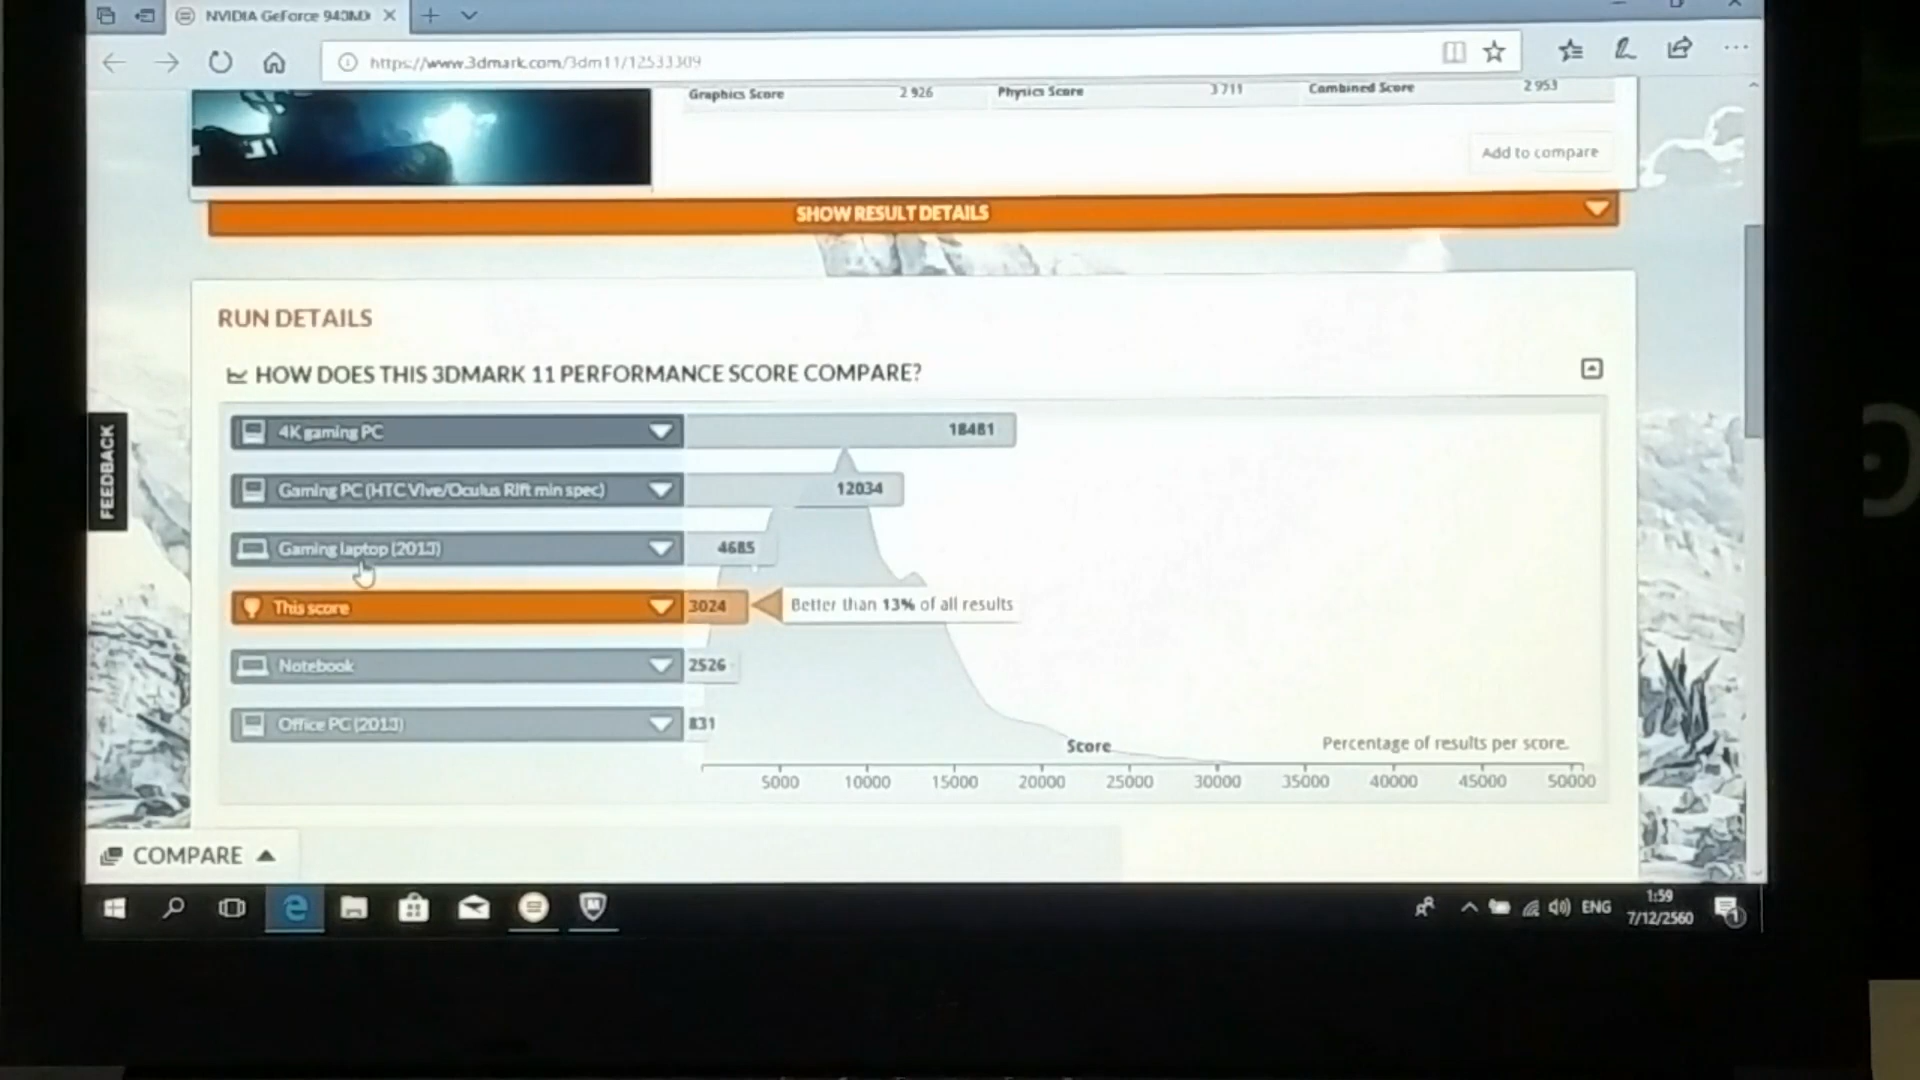 NVIDIA GeForce 940MX
https://www.3dmark.com/3dm11/12533309
Graphics Score 2 926 Physics Score 3 711 Combined Score 2 953
Add to compare
SHOW RESULT DETAILS
RUN DETAILS
HOW DOES THIS 3DMARK 11 PERFORMANCE SCORE COMPARE?
4K gaming PC 18481
Gaming PC (HTC Vive/Oculus Rift min spec) 12034
Gaming laptop (2013) 4685
This score 3024 Better than 13% of all results
Notebook 2526
Office PC (2013) 831
Score Percentage of results per score.
5000 10000 15000 20000 25000 30000 35000 40000 45000 50000
FEEDBACK
COMPARE
ENG
1:59
7/12/2560
1